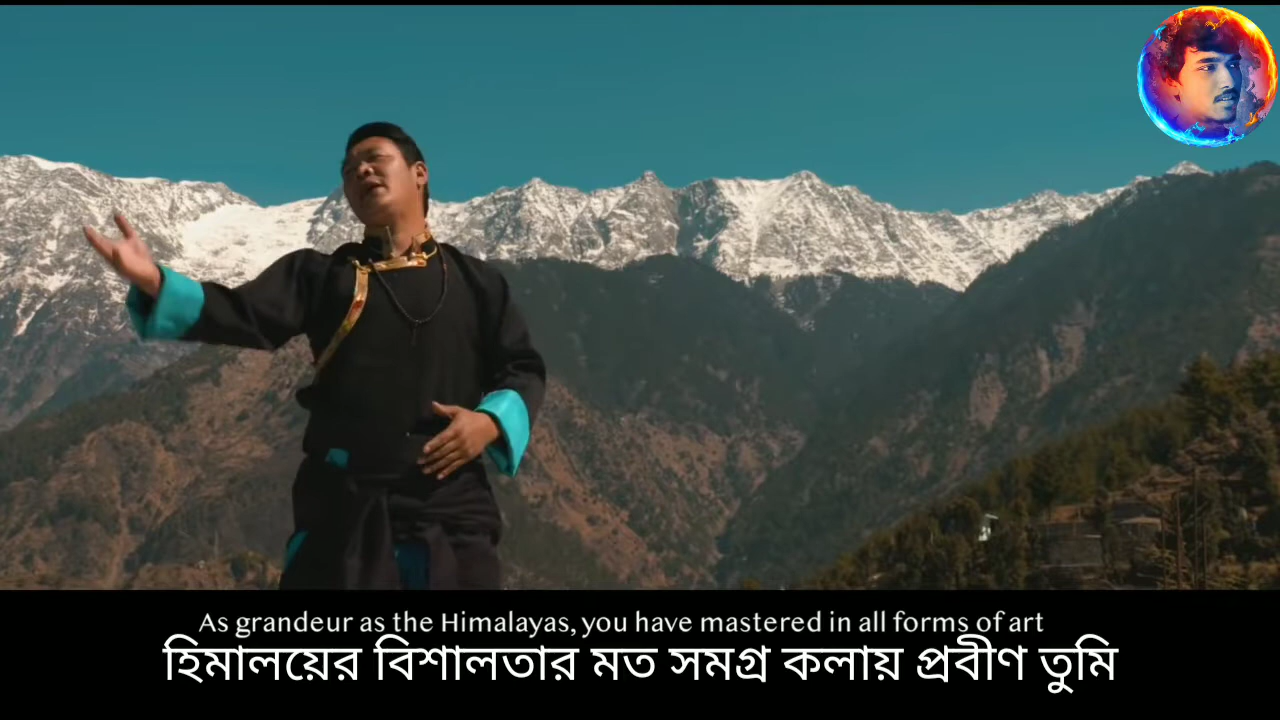 As grandeur as the Himalayas, you have mastered in all forms of art
হিমালয়ের বিশালতার মত সমগ্র কলায় প্রবীণ তুমি